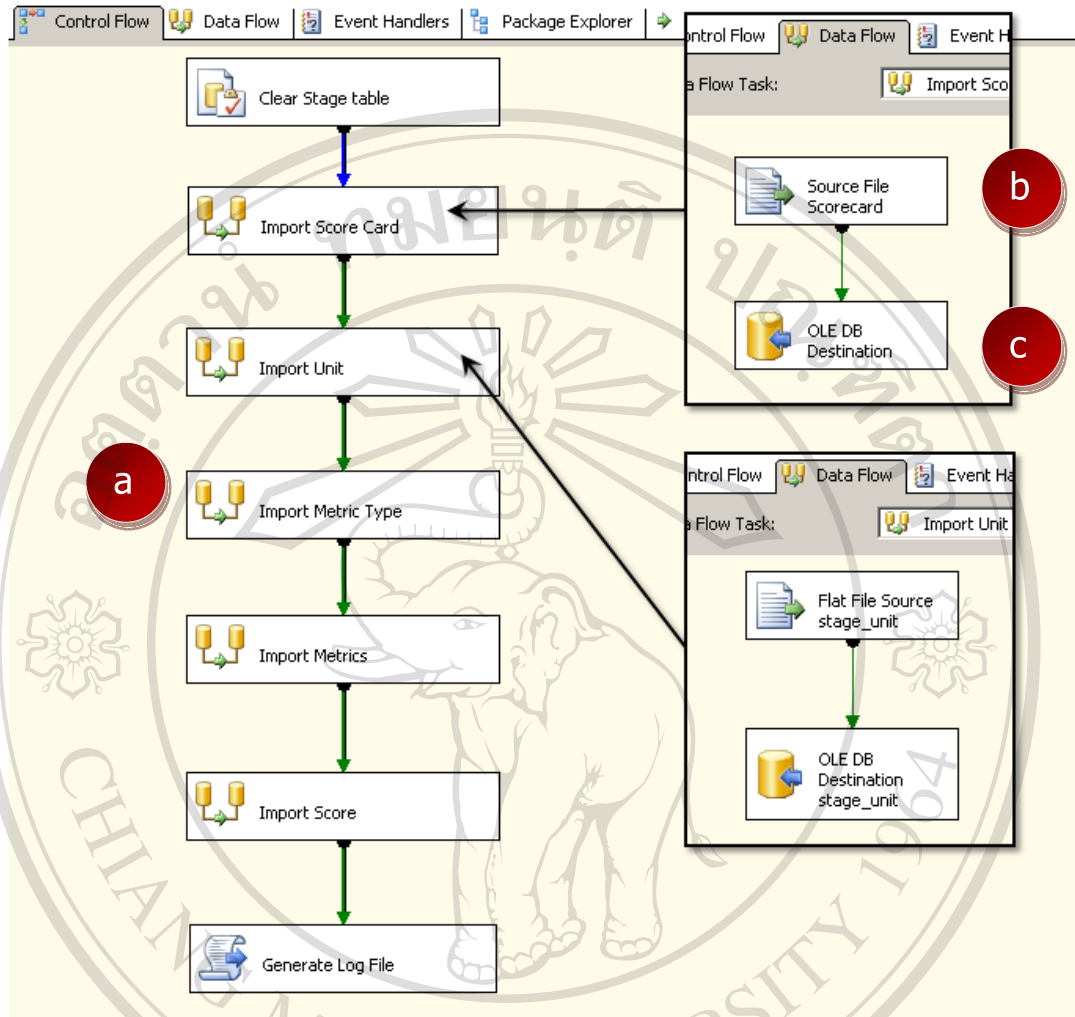 Control Flow
Data Flow
Event Handlers
Package Explorer
Clear Stage table
Import Score Card
Import Unit
a
Import Metric Type
Import Metrics
Import Score
Generate Log File
ontrol Flow
Data Flow
Event H
a Flow Task:
Import Sco
Source File
Scorecard
b
OLE DB
Destination
c
ntrol Flow
Data Flow
Event Ha
a Flow Task:
Import Unit
Flat File Source
stage_unit
OLE DB
Destination
stage_unit
CHIANG
1964